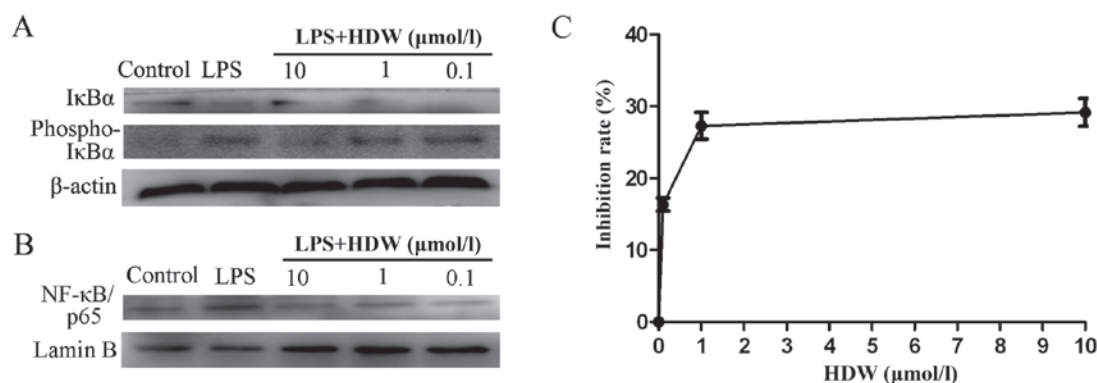 A
LPS+HDW (μmol/l)
Control LPS 10 1 0.1
IκBα
Phospho-
IκBα
β-actin
B
LPS+HDW (μmol/l)
Control LPS 10 1 0.1
NF-κB/
p65
Lamin B
C
40
30
20
10
0
Inhibition rate (%)
0 1 2 3 4 5 6 7 8 9 10
HDW (μmol/l)